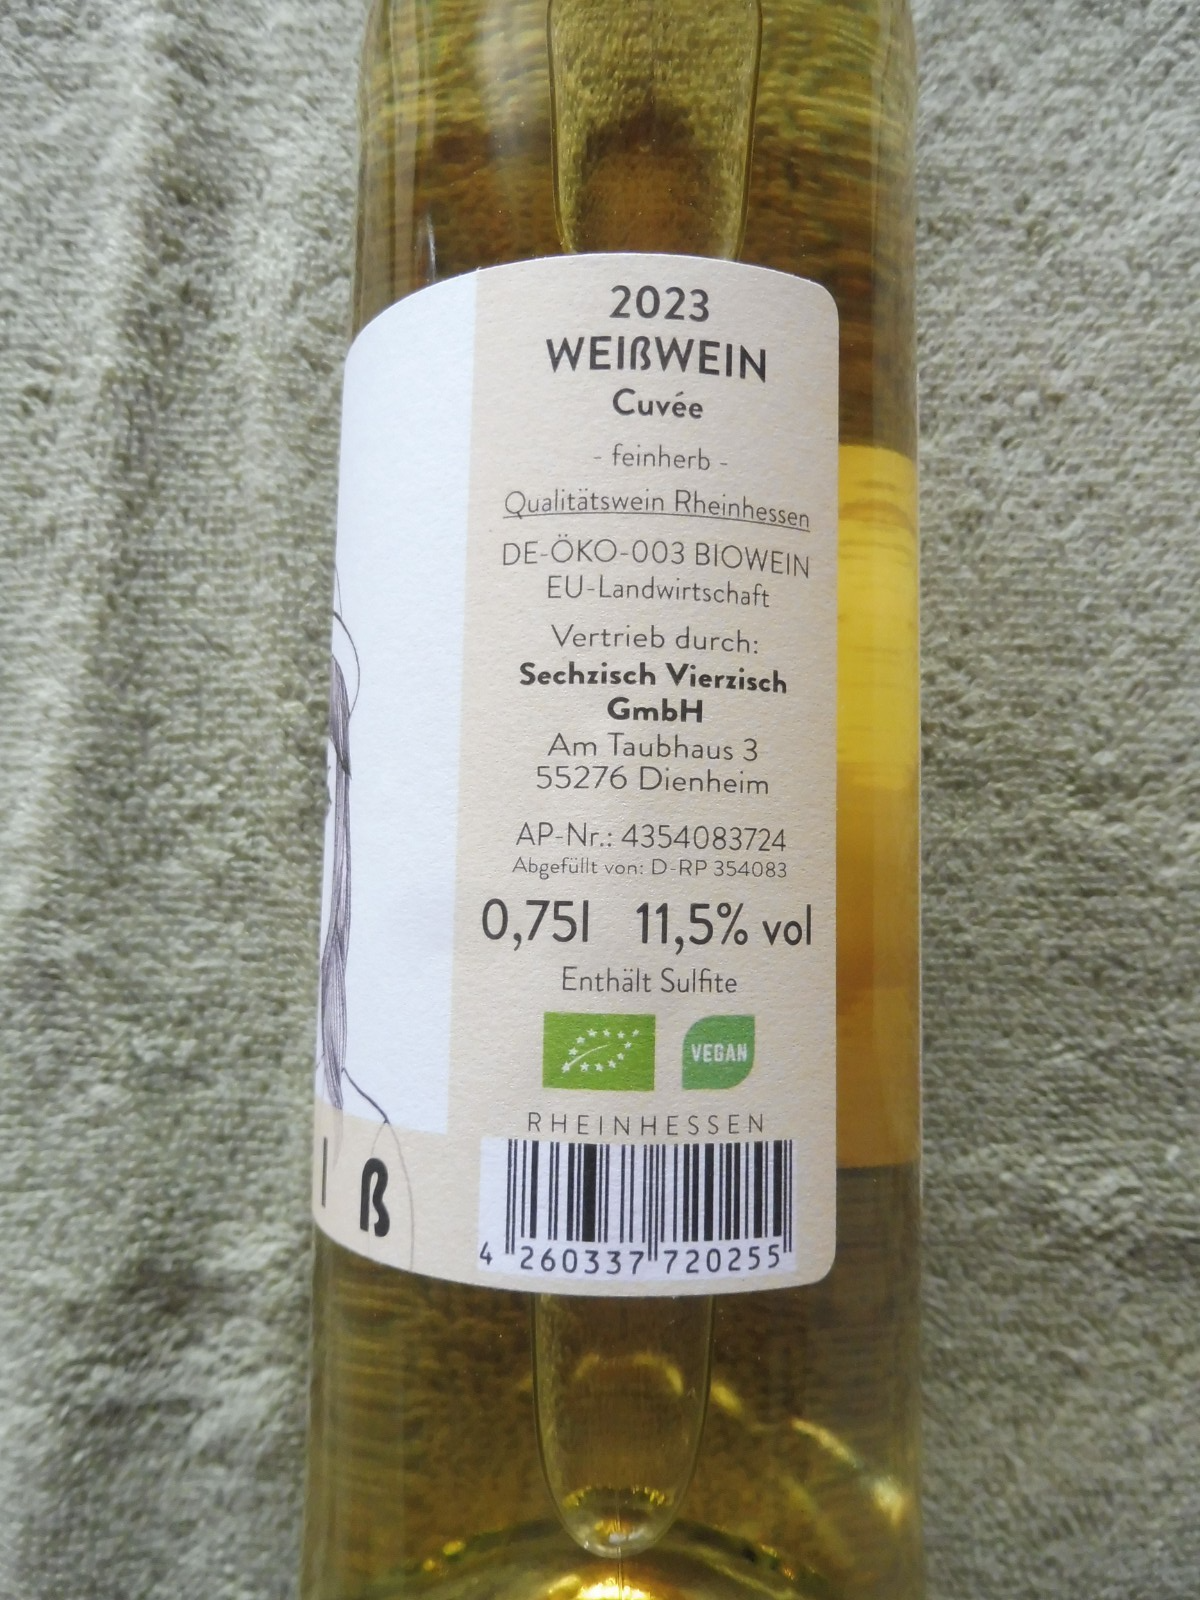 2023
WEIßWEIN
Cuvée
- feinherb -
Qualitätswein Rheinhessen
DE-ÖKO-003 BIOWEIN
EU-Landwirtschaft
Vertrieb durch:
Sechzisch Vierzisch
GmbH
Am Taubhaus 3
55276 Dienheim
AP-Nr.: 4354083724
Abgefüllt von: D-RP 354083
0,75l 11,5% vol
Enthält Sulfite
VEGAN
RHEINHESSEN
I ß
4 260337 720255